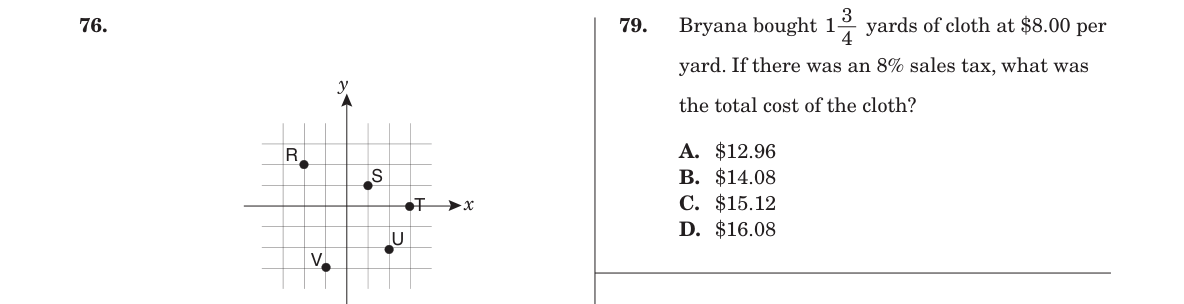 76.
y
R
S
T
x
U
V
79. Bryana bought 1 3/4 yards of cloth at $8.00 per
yard. If there was an 8% sales tax, what was
the total cost of the cloth?
A. $12.96
B. $14.08
C. $15.12
D. $16.08